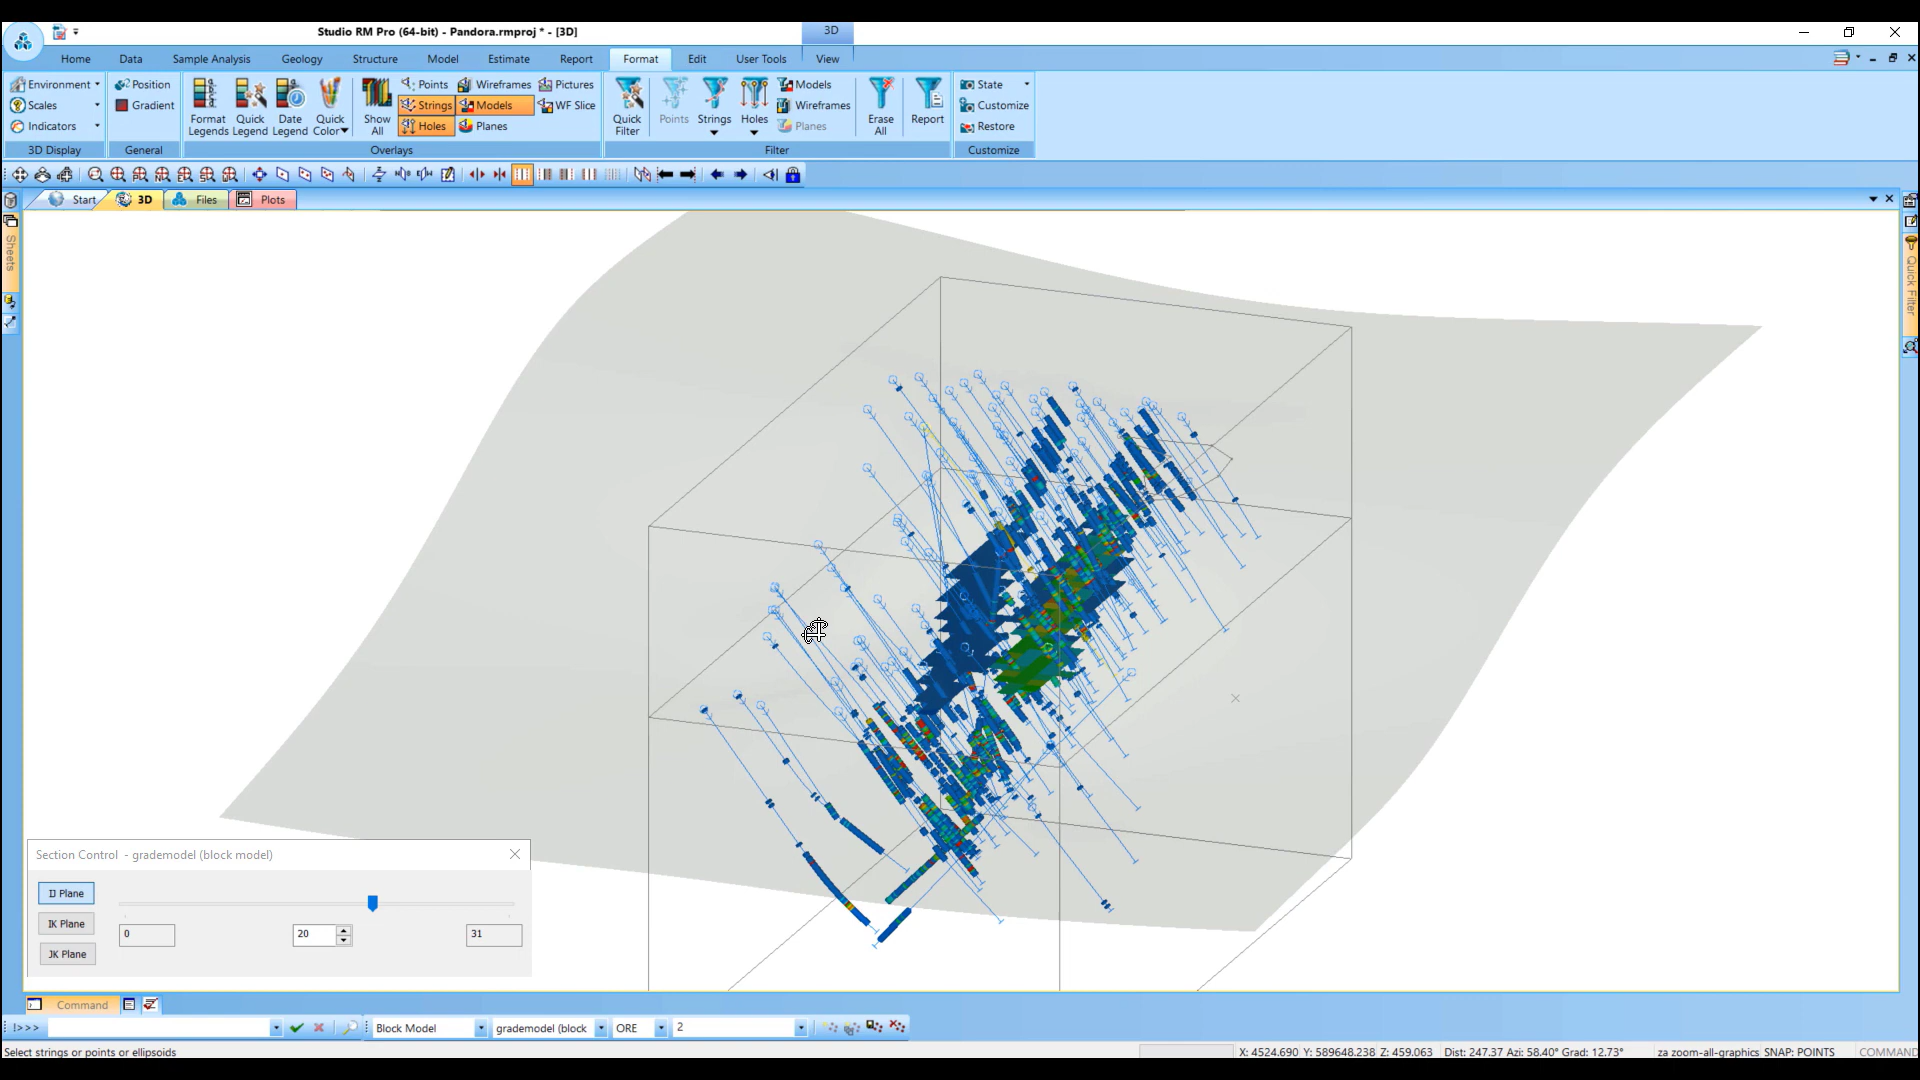 Studio RM Pro (64-bit) - Pandora.rmproj * - [3D]
3D
Home Data Sample Analysis Geology Structure Model Estimate Report Format Edit User Tools View
Environment
Scales
Indicators
3D Display
Position
Gradient
General
Format Legends
Quick Legend
Date Legend
Quick Color
Show All
Points
Strings
Holes
Wireframes
Models
Planes
Pictures
WF Slice
Overlays
Quick Filter
Points
Strings
Holes
Models
Wireframes
Planes
Erase All
Report
Filter
State
Customize
Restore
Customize
Start 3D Files Plots
Sheets
Quick Filter
Section Control - grademodel (block model)
IJ Plane
IK Plane
JK Plane
0 20 31
Command
!>>> Block Model grademodel (block ORE 2
Select strings or points or ellipsoids
X: 4524.690 Y: 589648.238 Z: 459.063 Dist: 247.37 Azi: 58.40° Grad: 12.73° za zoom-all-graphics SNAP: POINTS COMMAND